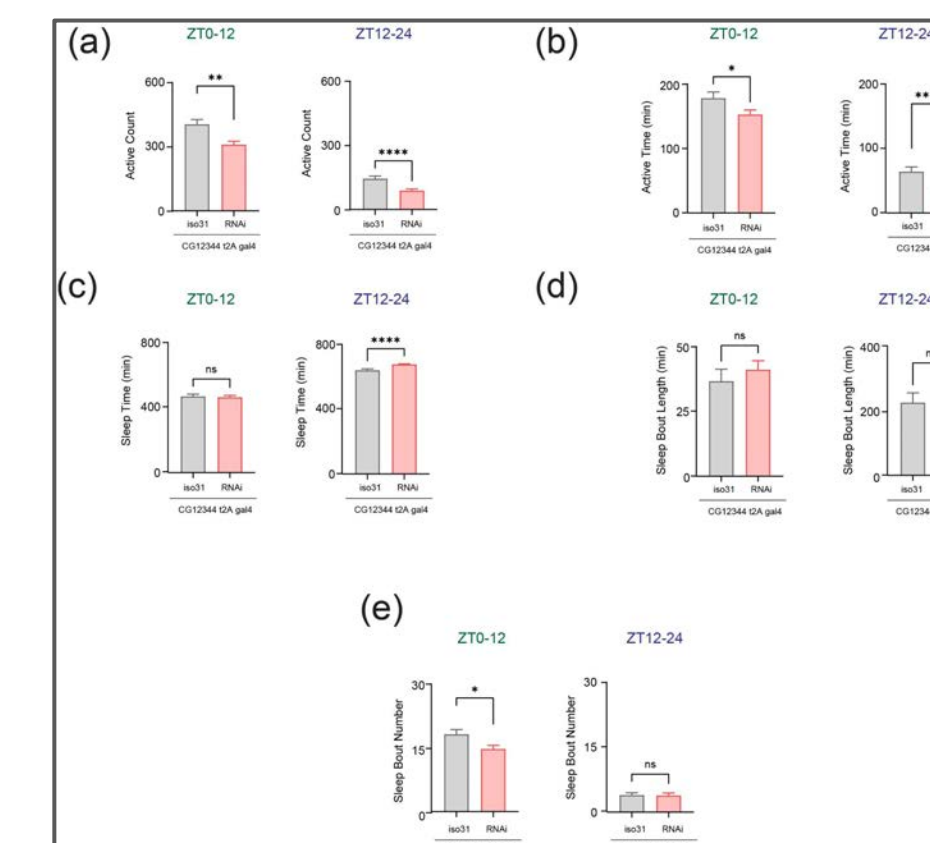 (a)
ZT0-12
ZT12-24
Active Count
600
300
0
**
iso31 RNAi
CG12344 t2A gal4
Active Count
600
300
0
****
iso31 RNAi
CG12344 t2A gal4
(b)
ZT0-12
ZT12-24
Active Time (min)
200
100
0
*
iso31 RNAi
CG12344 t2A gal4
Active Time (min)
200
100
0
iso31
(c)
ZT0-12
ZT12-24
Sleep Time (min)
800
400
0
ns
iso31 RNAi
CG12344 t2A gal4
Sleep Time (min)
800
400
0
****
iso31 RNAi
CG12344 t2A gal4
(d)
ZT0-12
ZT12-24
Sleep Bout Length (min)
50
25
0
ns
iso31 RNAi
CG12344 t2A gal4
Sleep Bout Length (min)
400
200
0
iso31
(e)
ZT0-12
ZT12-24
Sleep Bout Number
30
15
0
*
iso31 RNAi
Sleep Bout Number
30
15
0
ns
iso31 RNAi